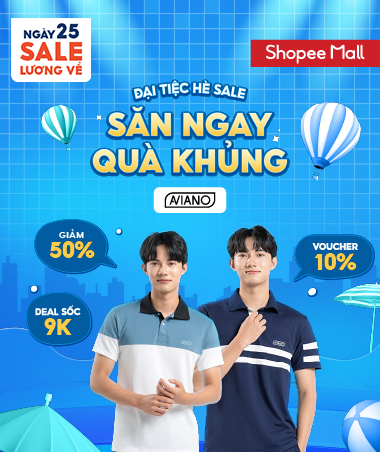 NGÀY 25
SALE
LƯƠNG VỀ
Shopee Mall
ĐẠI TIỆC HÈ SALE
SĂN NGAY
QUÀ KHỦNG
AVIANO
GIẢM
50%
VOUCHER
10%
DEAL SỐC
9K